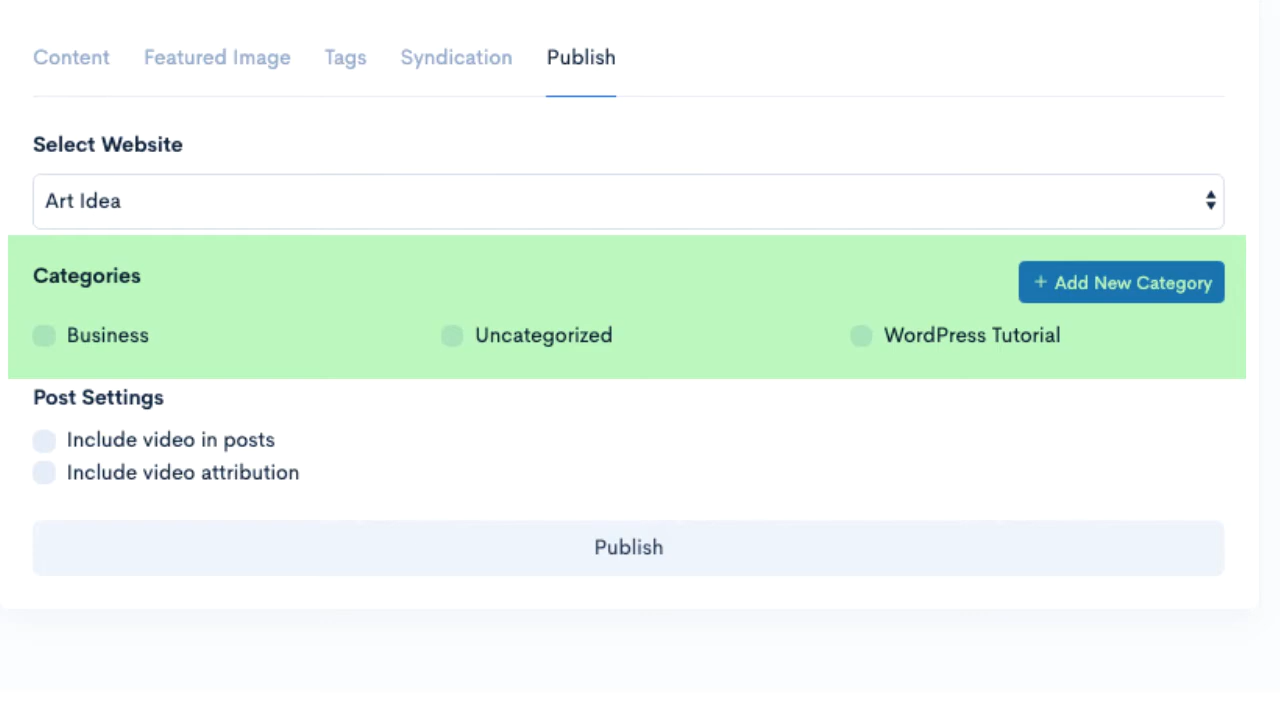 Content Featured Image Tags Syndication Publish
Select Website
Art Idea
Categories
+ Add New Category
Business Uncategorized WordPress Tutorial
Post Settings
Include video in posts
Include video attribution
Publish